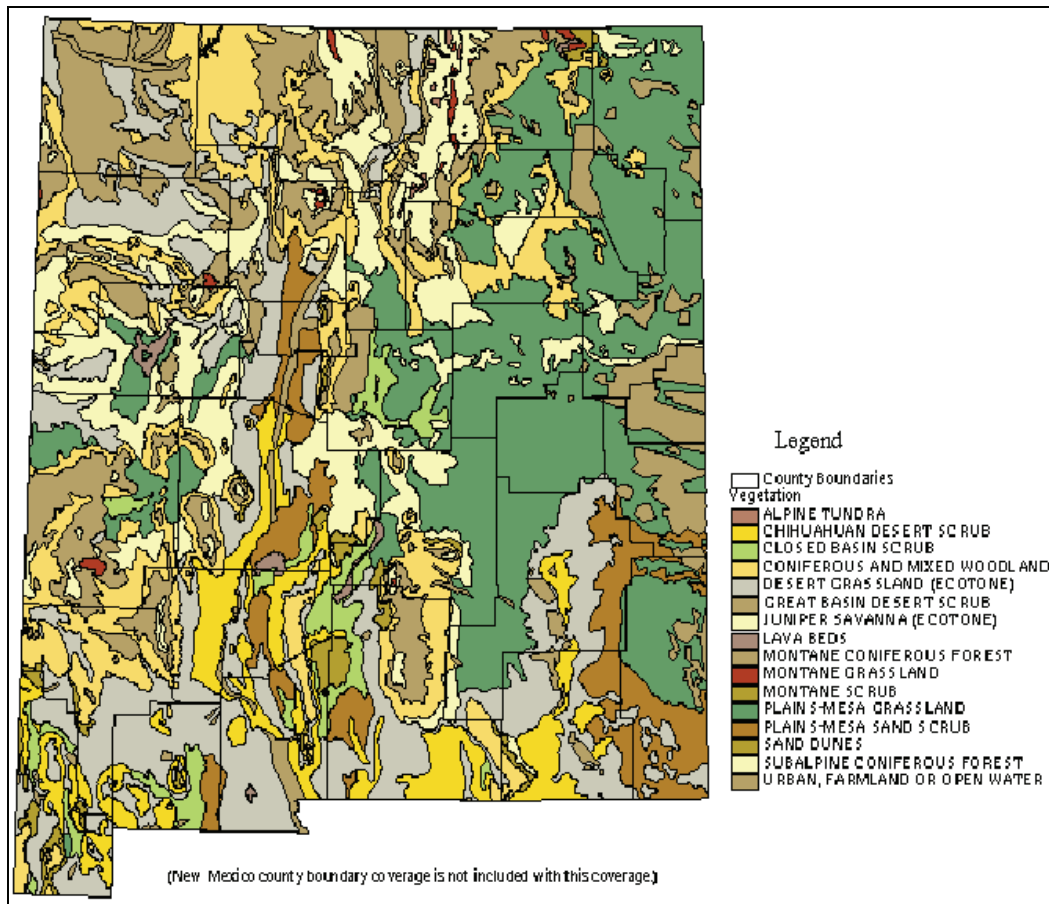 Legend
County Boundaries
Vegetation
ALPINE TUNDRA
CHIHUAHUAN DESERT SCRUB
CLOSED BASIN SCRUB
CONIFEROUS AND MIXED WOODLAND
DESERT GRASSLAND (ECOTONE)
GREAT BASIN DESERT SCRUB
JUNIPER SAVANNA (ECOTONE)
LAVA BEDS
MONTANE CONIFEROUS FOREST
MONTANE GRASSLAND
MONTANE SCRUB
PLAINS-MESA GRASSLAND
PLAINS-MESA SAND SCRUB
SAND DUNES
SUBALPINE CONIFEROUS FOREST
URBAN, FARMLAND OR OPEN WATER
(New Mexico county boundary coverage is not included with this coverage.)